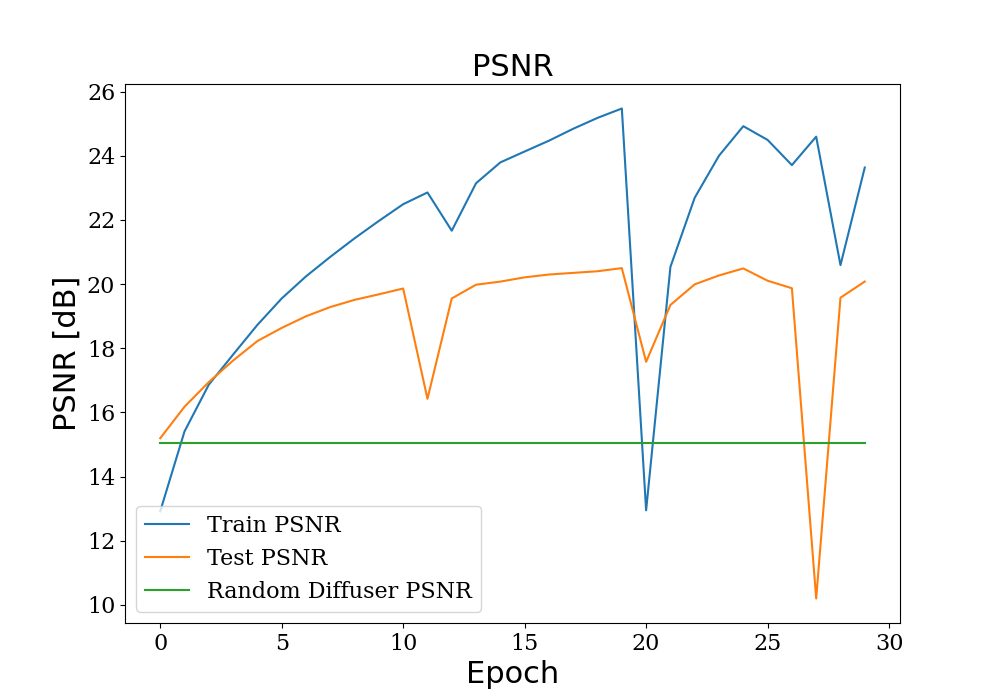 PSNR
PSNR [dB]
26
24
22
20
18
16
14
12
10
Train PSNR
Test PSNR
Random Diffuser PSNR
0 5 10 15 20 25 30
Epoch